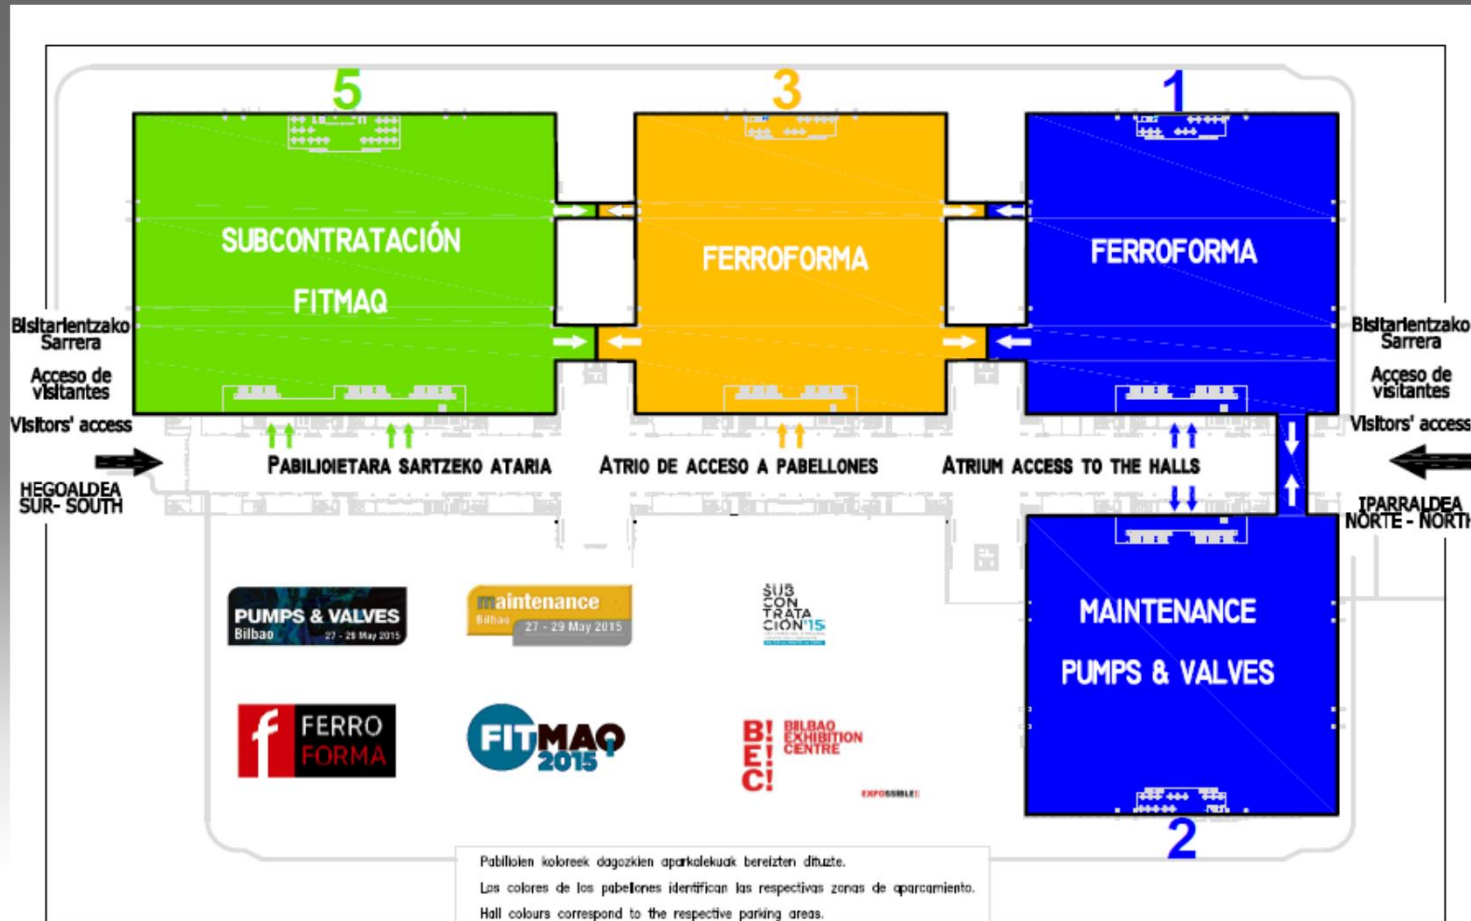 5
3
1
SUBCONTRATACIÓN
FITMAQ
FERROFORMA
FERROFORMA
Bisitarientzako
Sarrera
Acceso de
visitantes
Visitors' access
HEGOALDEA
SUR- SOUTH
Bisitarientzako
Sarrera
Acceso de
visitantes
Visitors' access
IPARRALDEA
NORTE - NORTH
PABILIOIETARA SARTZEKO ATARIA
ATRIO DE ACCESO A PABELLONES
ATRIUM ACCESS TO THE HALLS
MAINTENANCE
PUMPS & VALVES
2
PUMPS & VALVES
Bilbao 27 - 29 May 2015
maintenance
Bilbao 27 - 29 May 2015
SUB
CON
TRATA
CIÓN'15
FERRO
FORMA
FITMAQ
2015
B!
E!
C!
BILBAO
EXHIBITION
CENTRE
EXPOSSIBLE!
Pabilioien koloreek dagozkien aparkalekuak bereizten dituzte.
Los colores de los pabellones identifican las respectivas zonas de aparcamiento.
Hall colours correspond to the respective parking areas.